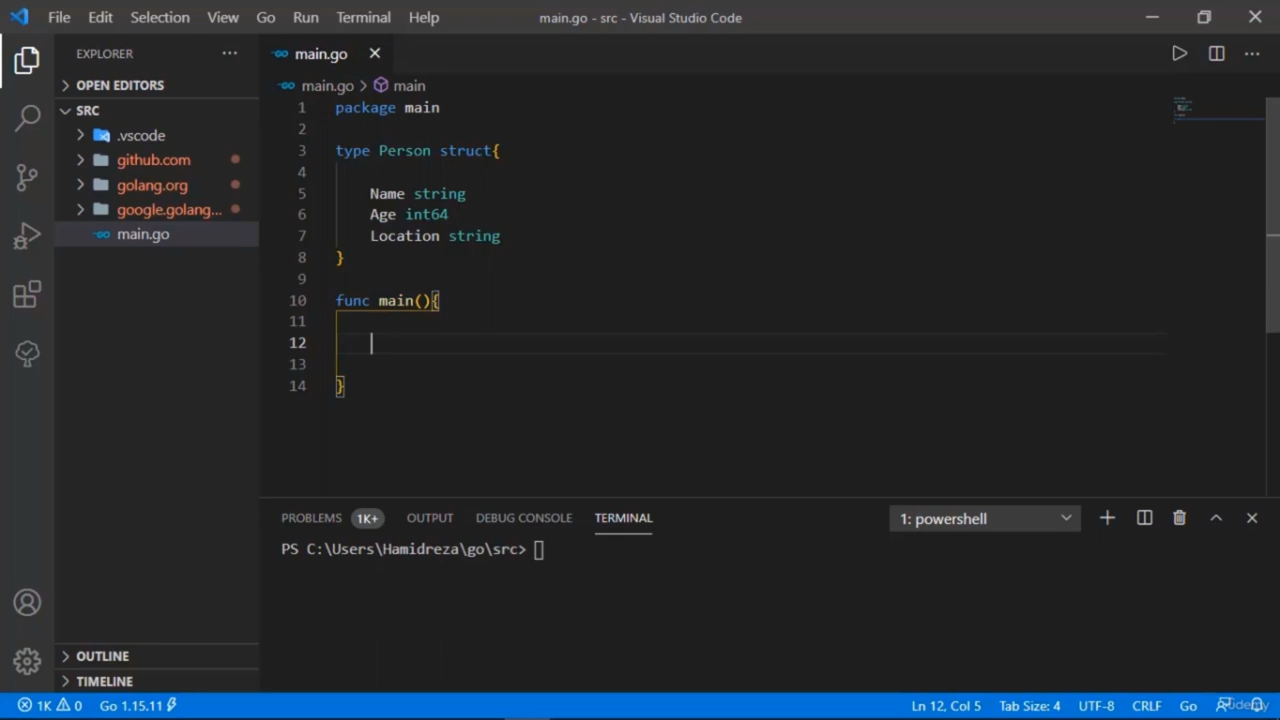 File Edit Selection View Go Run Terminal Help
main.go - src - Visual Studio Code
EXPLORER
OPEN EDITORS
SRC
.vscode
github.com
golang.org
google.golang...
main.go
OUTLINE
TIMELINE
main.go
main.go > main
1 package main
2
3 type Person struct{
4
5 Name string
6 Age int64
7 Location string
8 }
9
10 func main(){
11
12
13
14 }
PROBLEMS 1K+ OUTPUT DEBUG CONSOLE TERMINAL
1: powershell
PS C:\Users\Hamidreza\go\src>
1K 0 Go 1.15.11 Ln 12, Col 5 Tab Size: 4 UTF-8 CRLF Go